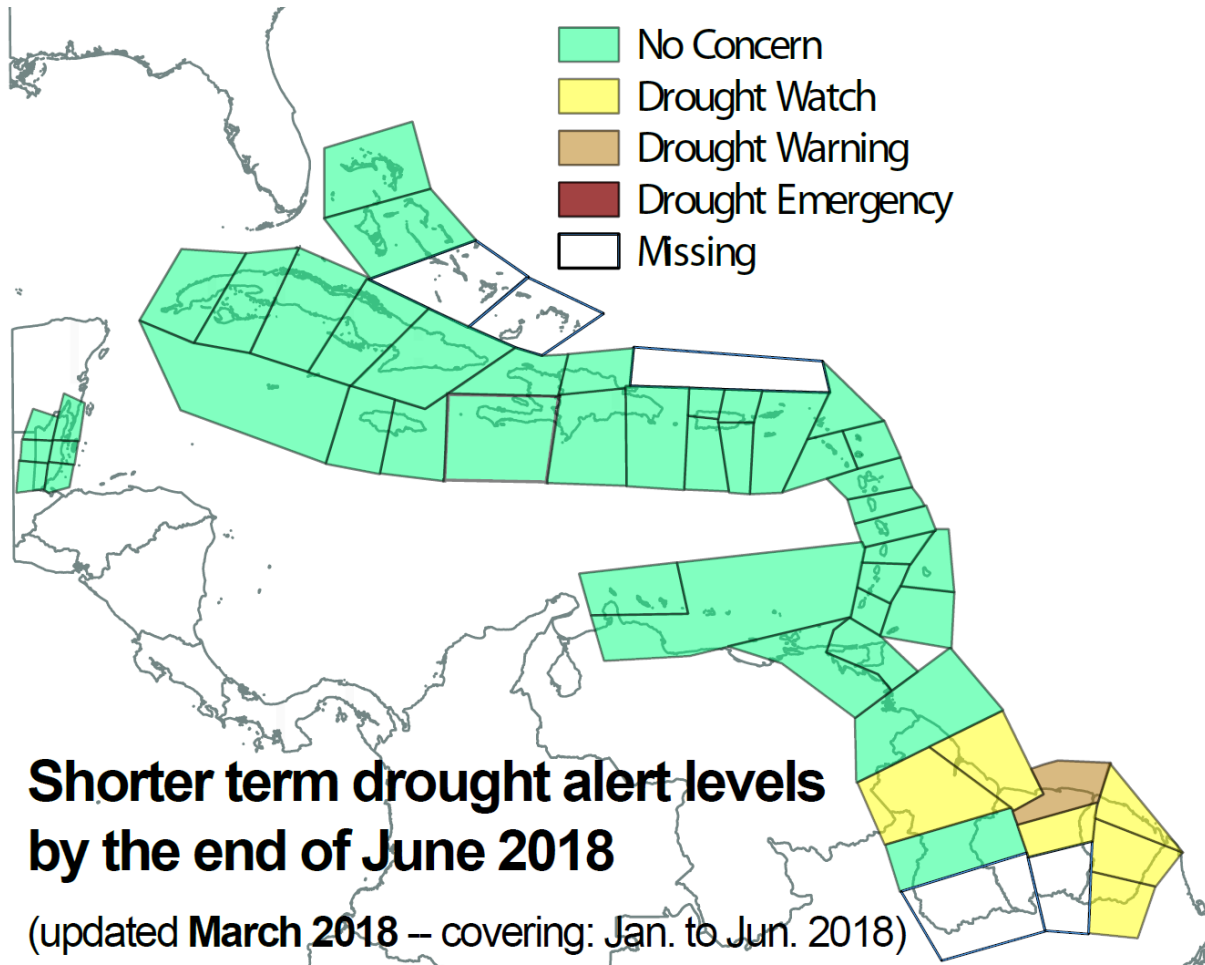 No Concern
Drought Watch
Drought Warning
Drought Emergency
Missing
Shorter term drought alert levels
by the end of June 2018
(updated March 2018 -- covering: Jan. to Jun. 2018)